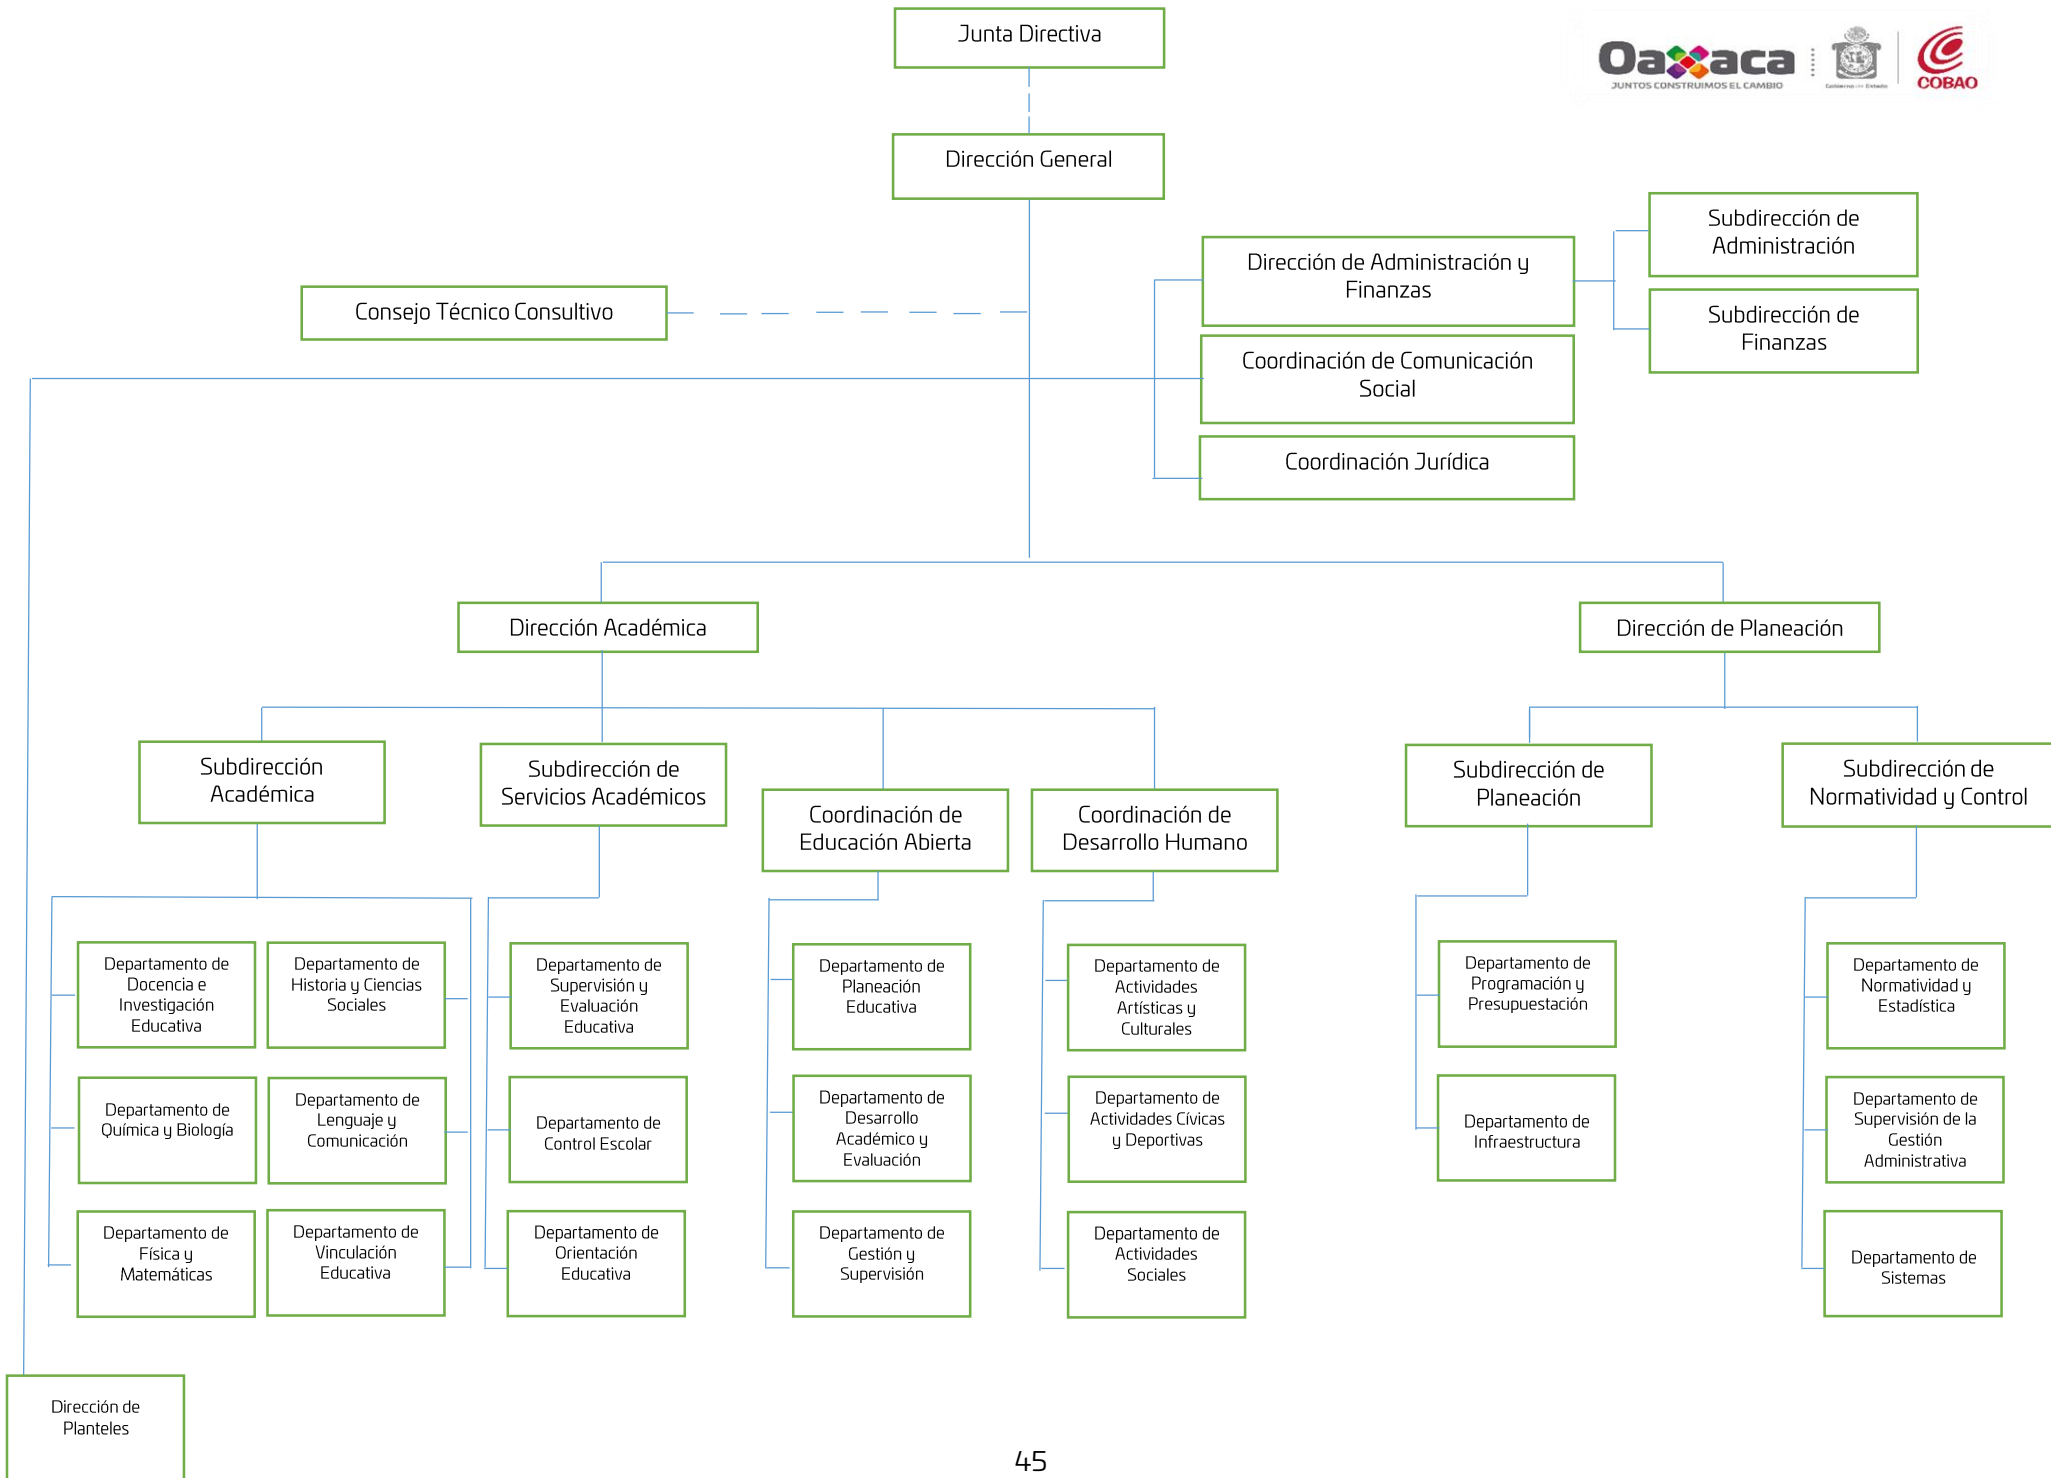 Junta Directiva
Oaxaca
JUNTOS CONSTRUIMOS EL CAMBIO
Gobierno del Estado
COBAO
Dirección General
Subdirección de
Administración
Dirección de Administración y
Finanzas
Consejo Técnico Consultivo
Subdirección de
Finanzas
Coordinación de Comunicación
Social
Coordinación Jurídica
Dirección Académica
Dirección de Planeación
Subdirección
Académica
Subdirección de
Servicios Académicos
Coordinación de
Educación Abierta
Coordinación de
Desarrollo Humano
Subdirección de
Planeación
Subdirección de
Normatividad y Control
Departamento de
Docencia e
Investigación
Educativa
Departamento de
Historia y Ciencias
Sociales
Departamento de
Supervisión y
Evaluación
Educativa
Departamento de
Planeación
Educativa
Departamento de
Actividades
Artísticas y
Culturales
Departamento de
Programación y
Presupuestación
Departamento de
Normatividad y
Estadística
Departamento de
Química y Biología
Departamento de
Lenguaje y
Comunicación
Departamento de
Control Escolar
Departamento de
Desarrollo
Académico y
Evaluación
Departamento de
Actividades Cívicas
y Deportivas
Departamento de
Infraestructura
Departamento de
Supervisión de la
Gestión
Administrativa
Departamento de
Física y
Matemáticas
Departamento de
Vinculación
Educativa
Departamento de
Orientación
Educativa
Departamento de
Gestión y
Supervisión
Departamento de
Actividades
Sociales
Departamento de
Sistemas
Dirección de
Planteles
45